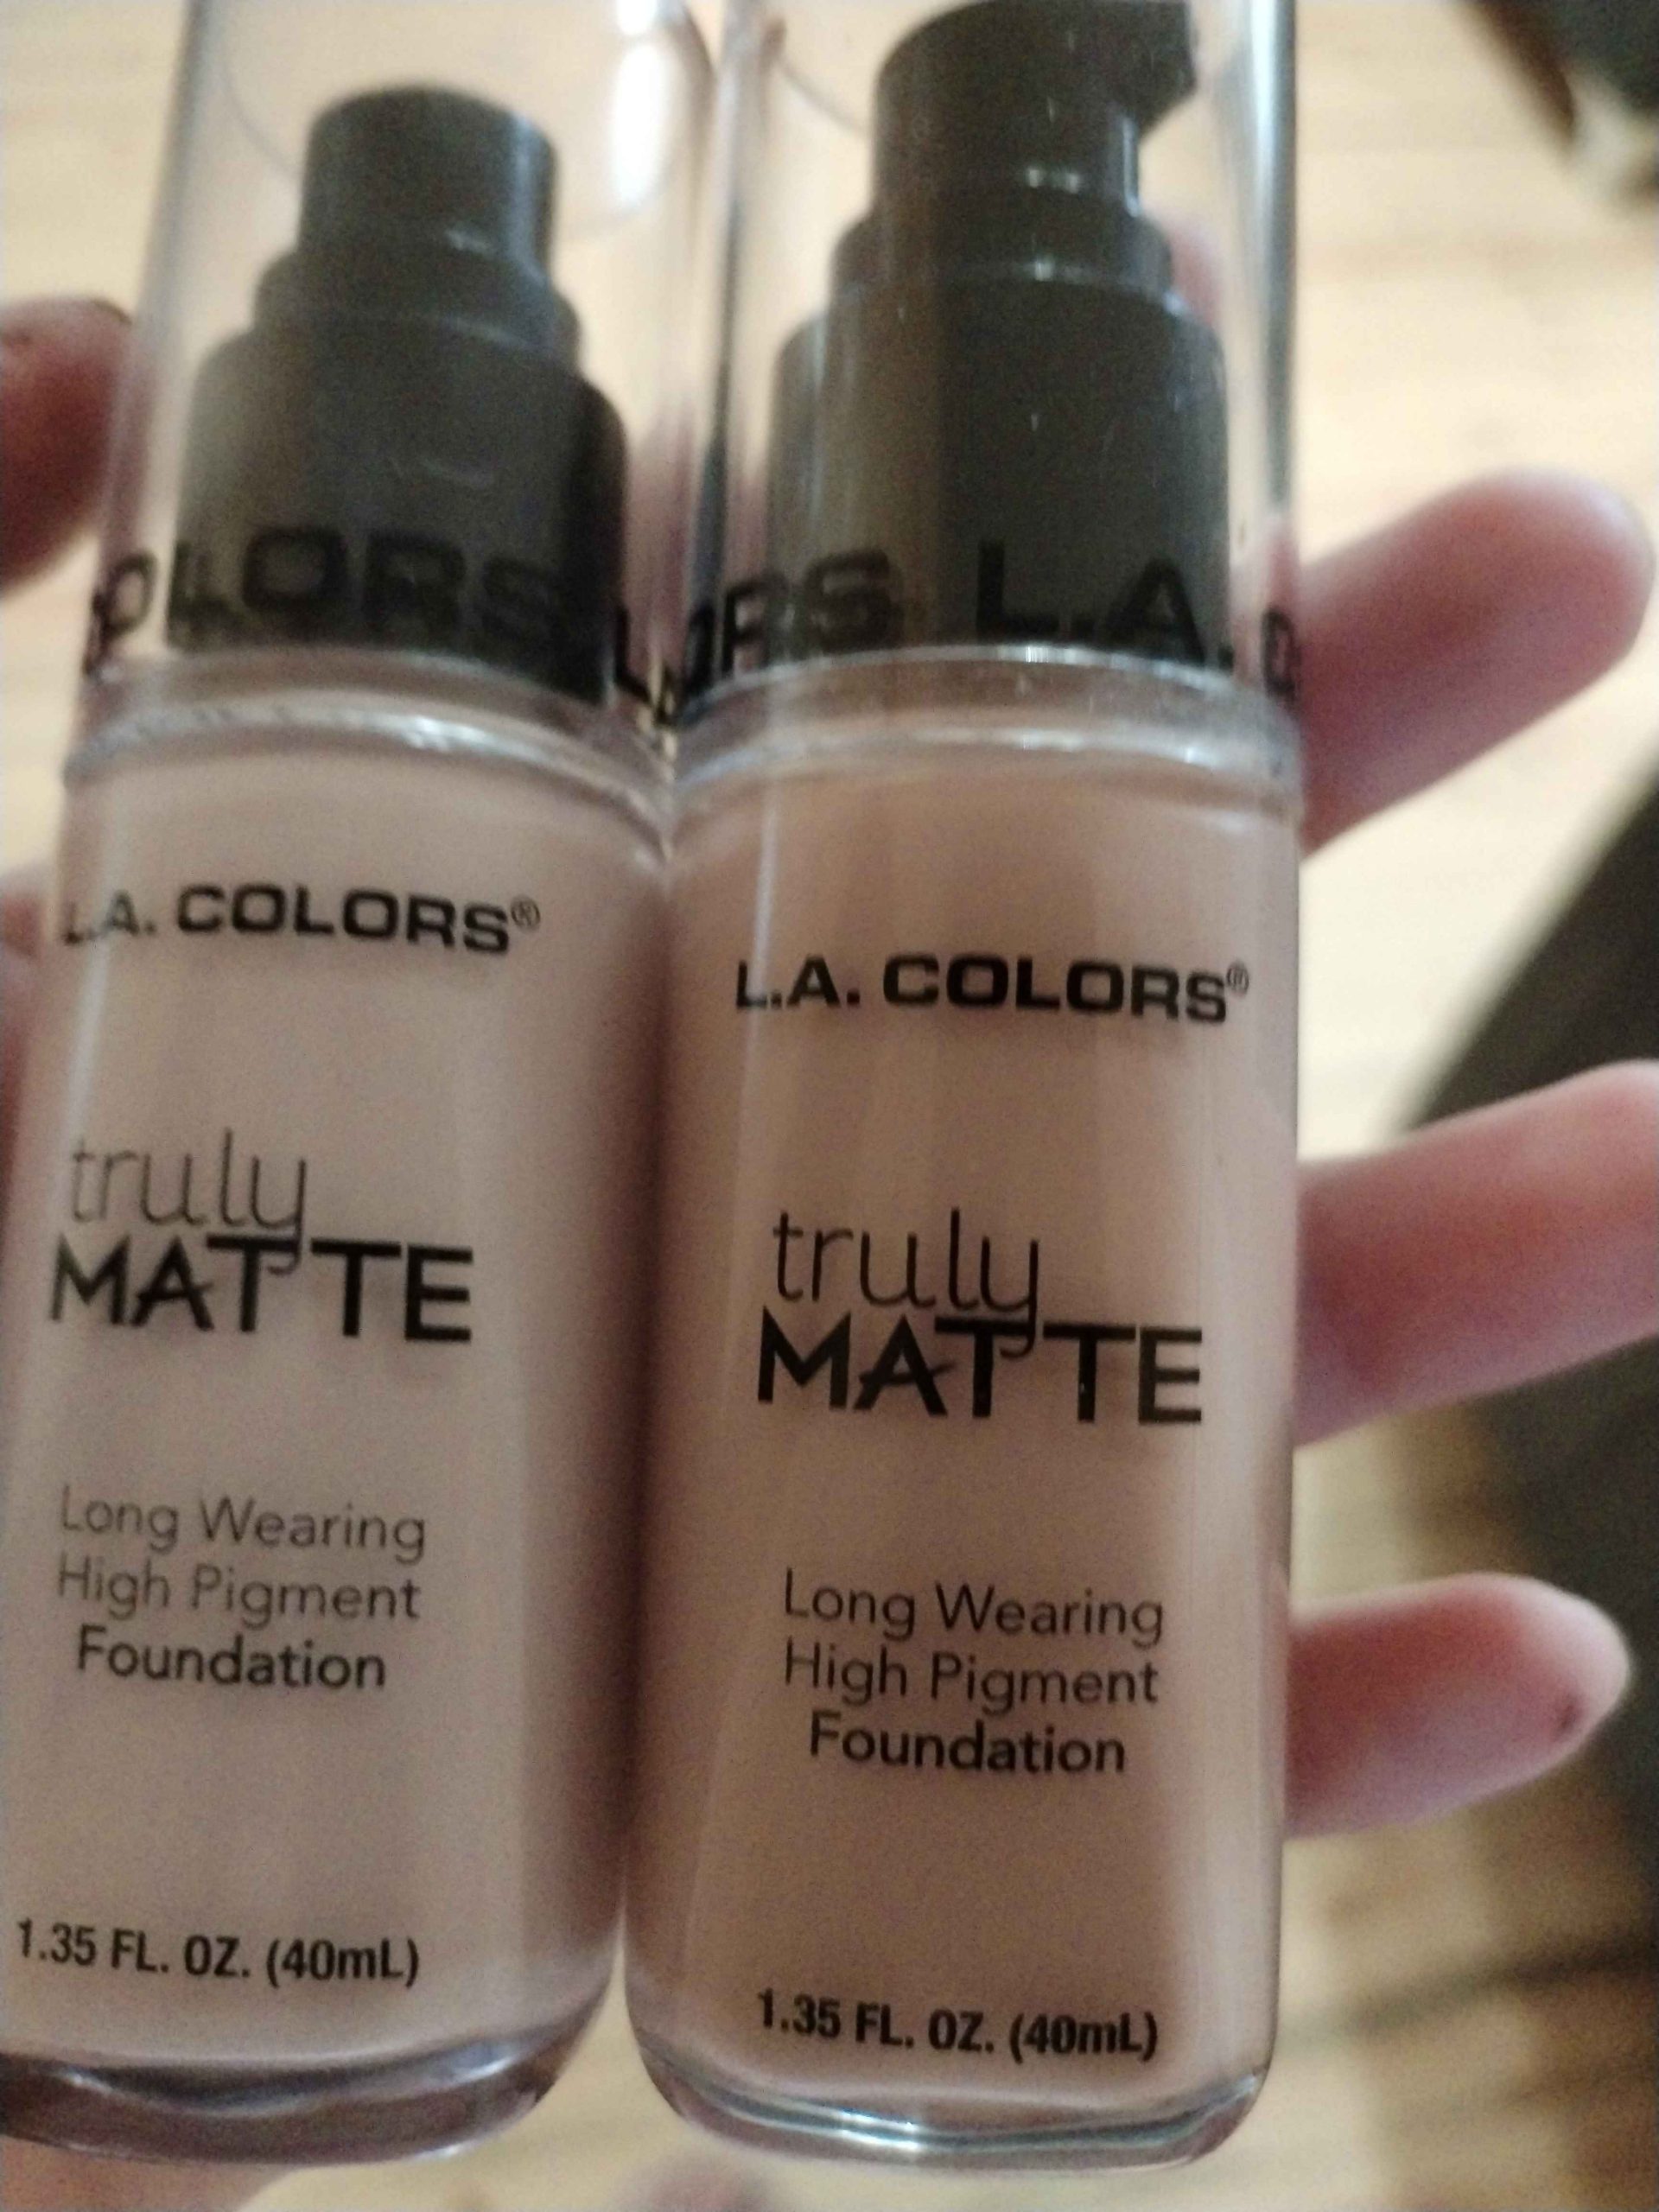 COLORS
L.A.
L.A. COLORS®
truly
MATTE
Long Wearing
High Pigment
Foundation
1.35 FL. OZ. (40mL)
L.A. COLORS®
truly
MATTE
Long Wearing
High Pigment
Foundation
1.35 FL. OZ. (40mL)